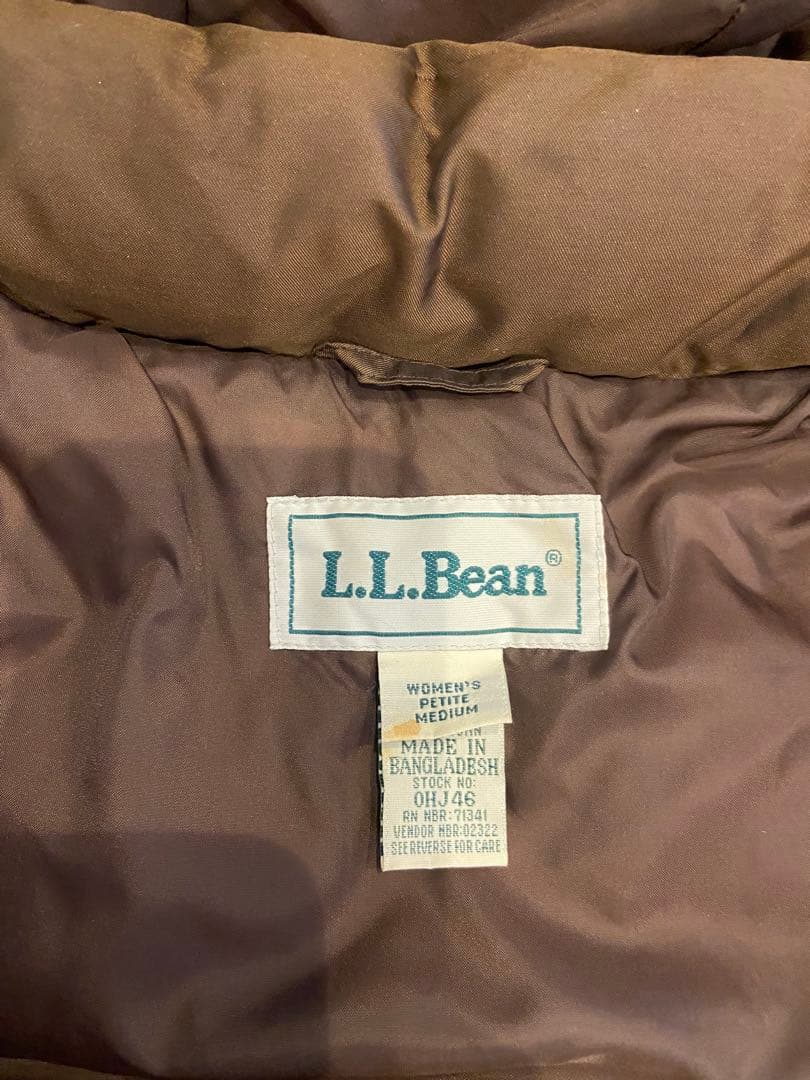 L.L.Bean®
WOMEN'S
PETITE
MEDIUM
MADE IN
BANGLADESH
STOCK NO:
0HJ46
RN NBR:71341
VENDOR NBR:02322
SEE REVERSE FOR CARE